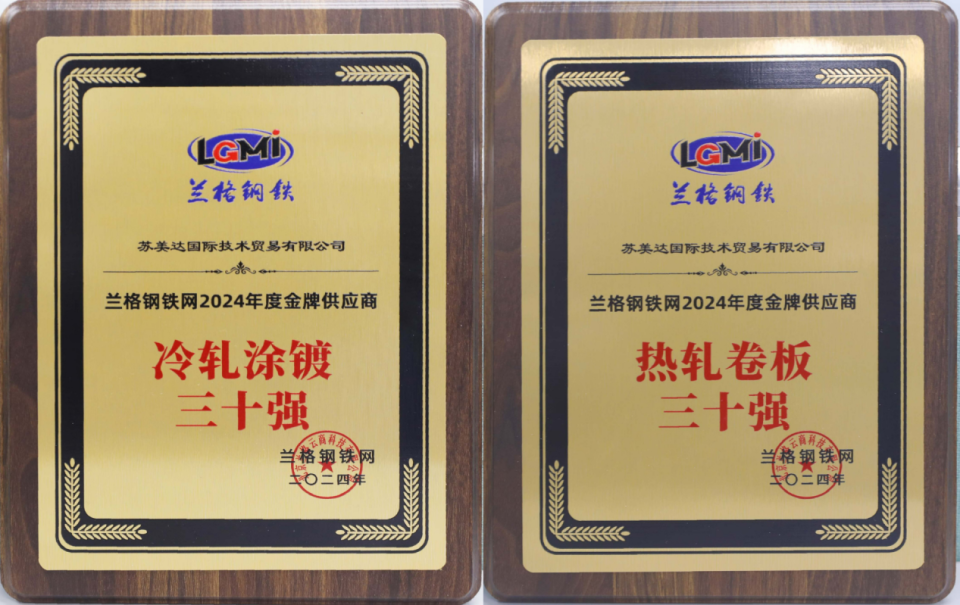 LGMi
兰格钢铁
苏美达国际技术贸易有限公司
兰格钢铁网2024年度金牌供应商
冷轧涂镀
三十强
兰格钢铁网
二〇二四年
LGMi
兰格钢铁
苏美达国际技术贸易有限公司
兰格钢铁网2024年度金牌供应商
热轧卷板
三十强
兰格钢铁网
二〇二四年